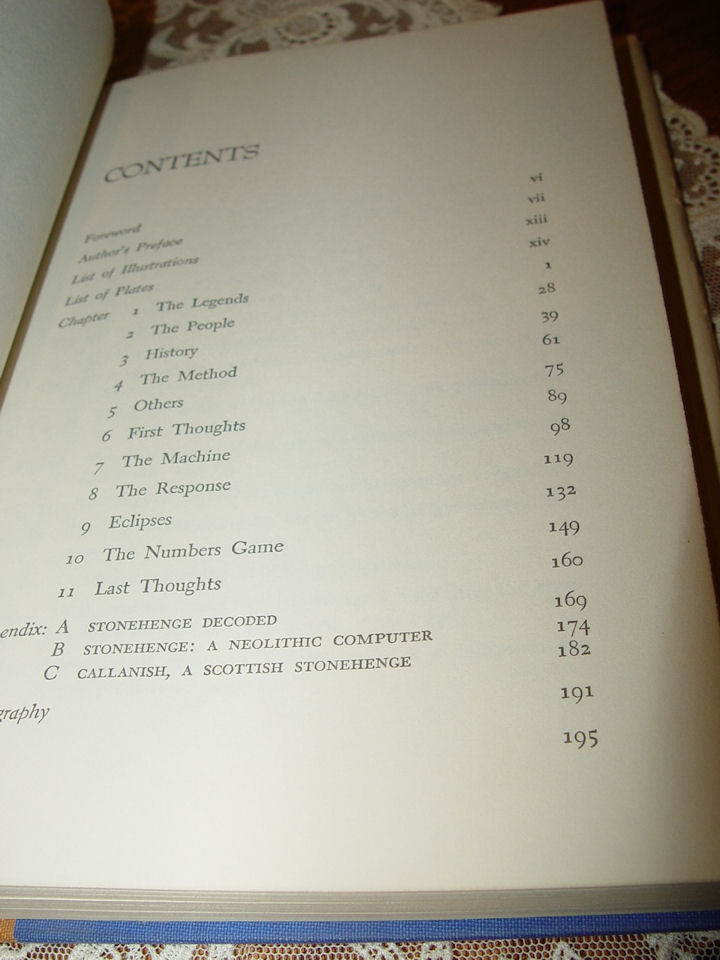 CONTENTS
Foreword vi
Author's Preface vii
List of Illustrations xiii
List of Plates xiv
Chapter 1 The Legends 1
2 The People 28
3 History 39
4 The Method 61
5 Others 75
6 First Thoughts 89
7 The Machine 98
8 The Response 119
9 Eclipses 132
10 The Numbers Game 149
11 Last Thoughts 160
endix: A STONEHENGE DECODED 169
B STONEHENGE: A NEOLITHIC COMPUTER 174
C CALLANISH, A SCOTTISH STONEHENGE 182
graphy 191
195